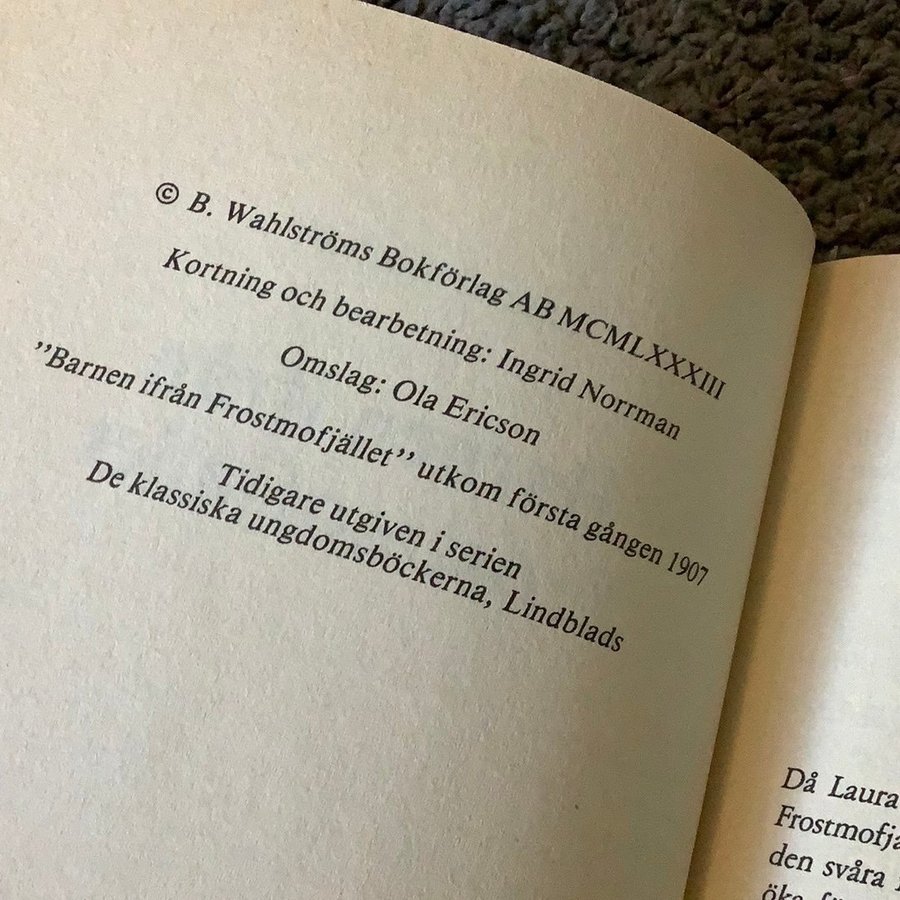 © B. Wahlströms Bokförlag AB MCMLXXXIII
Kortning och bearbetning: Ingrid Norrman
Omslag: Ola Ericson
”Barnen ifrån Frostmofjället” utkom första gången 1907
Tidigare utgiven i serien
De klassiska ungdomsböckerna, Lindblads
Då Laura
Frostmofjä
den svåra
öka